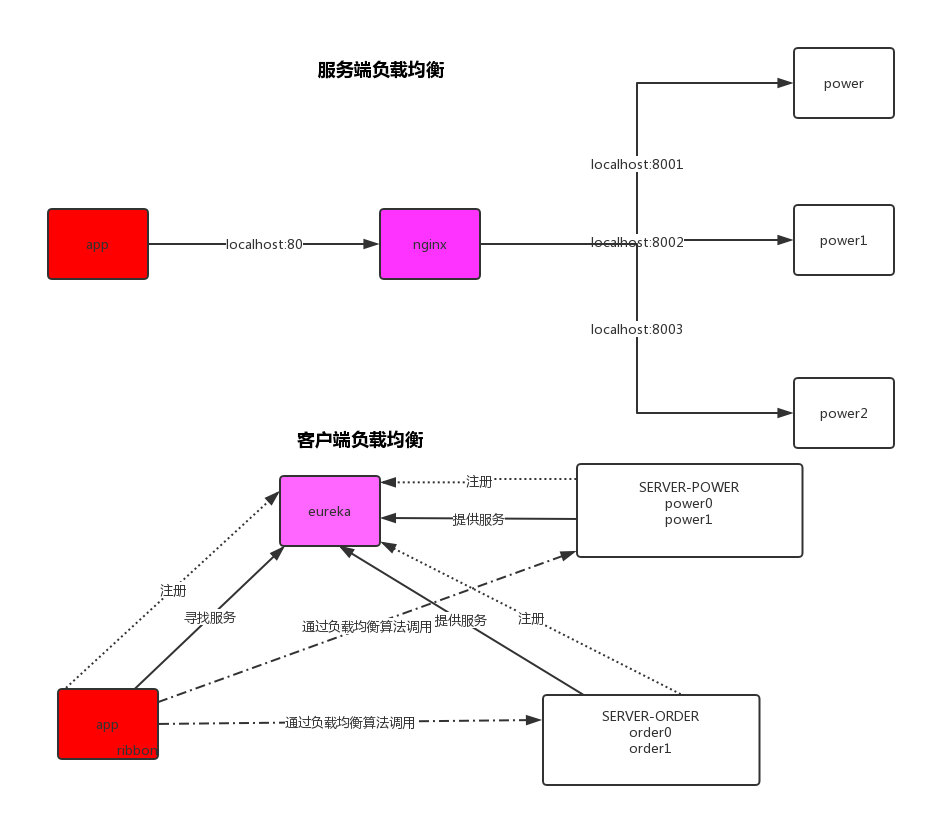 服务端负载均衡
power
localhost:8001
app
localhost:80
nginx
localhost:8002
power1
localhost:8003
power2
客户端负载均衡
eureka
注册
SERVER-POWER
power0
power1
提供服务
注册
寻找服务
通过负载均衡算法调用
提供服务
注册
app
ribbon
通过负载均衡算法调用
SERVER-ORDER
order0
order1